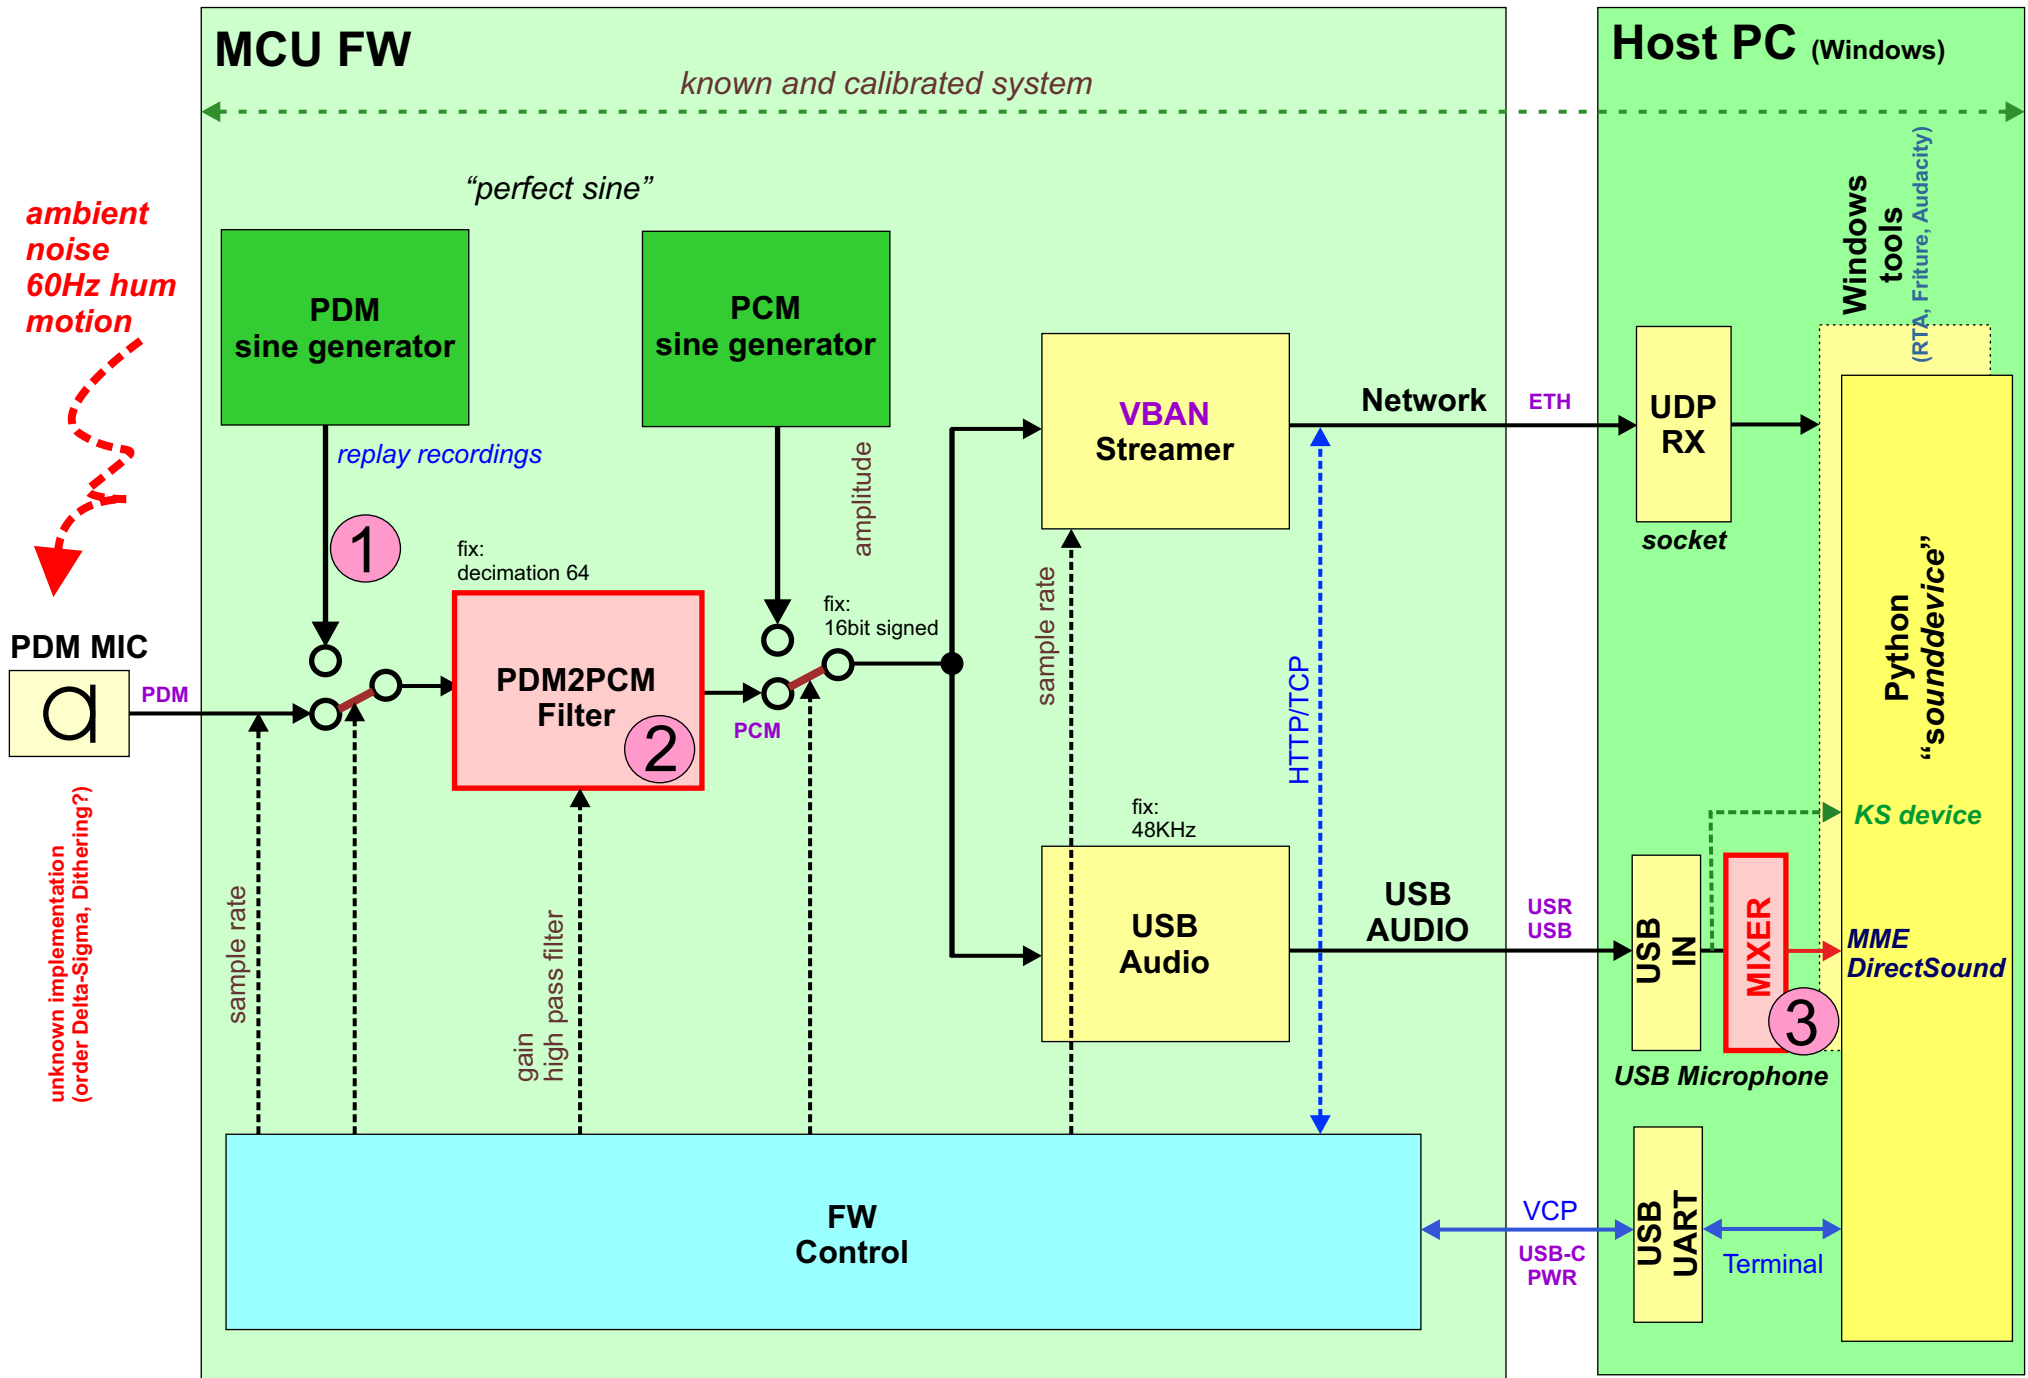 MCU FW
Host PC (Windows)
known and calibrated system
“perfect sine”
ambient
noise
60Hz hum
motion
PDM
sine generator
PCM
sine generator
replay recordings
amplitude
1
fix:
decimation 64
fix:
16bit signed
PDM MIC
PDM
PDM2PCM
Filter
2
PCM
unknown implementation
(order Delta-Sigma, Dithering?)
sample rate
gain
high pass filter
sample rate
VBAN
Streamer
Network
ETH
HTTP/TCP
fix:
48KHz
USB
Audio
USB
AUDIO
USR
USB
FW
Control
VCP
USB-C
PWR
Windows
tools
(RTA, Friture, Audacity)
UDP
RX
socket
Python
“sounddevice”
KS device
USB
IN
MIXER
MME
DirectSound
3
USB Microphone
USB
UART
Terminal